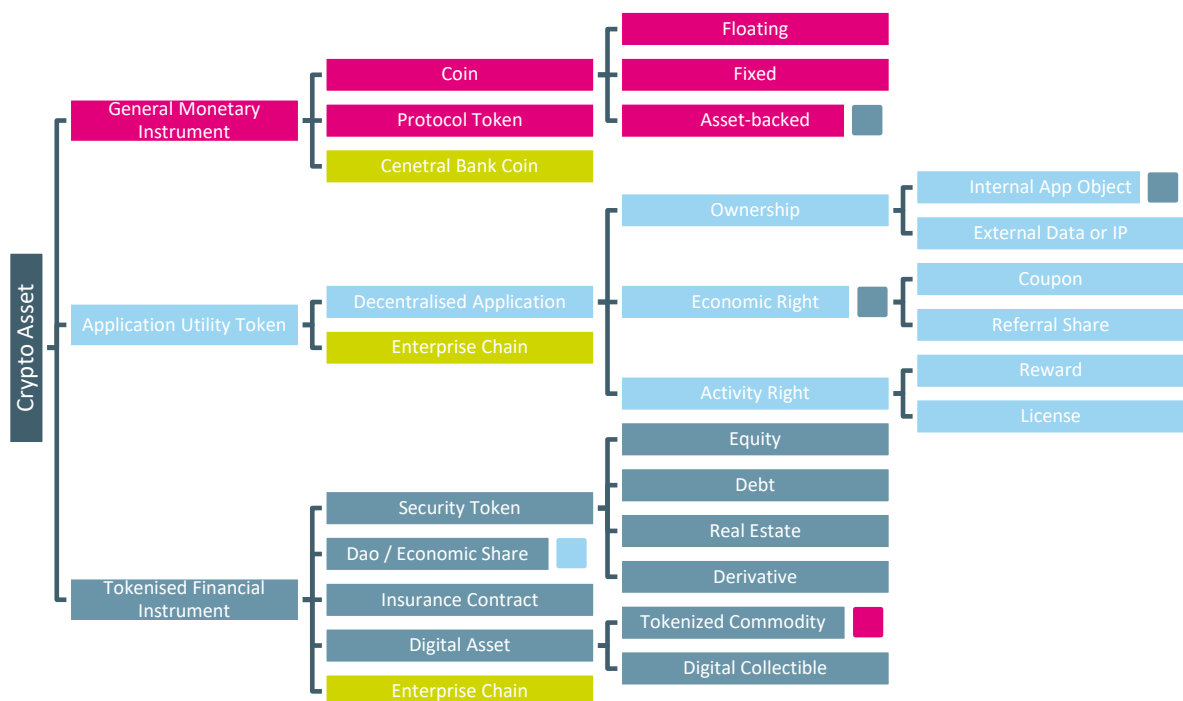 Crypto Asset
General Monetary
Instrument
Coin
Floating
Fixed
Asset-backed
Protocol Token
Cenetral Bank Coin
Application Utility Token
Decentralised Application
Ownership
Internal App Object
External Data or IP
Economic Right
Coupon
Referral Share
Activity Right
Reward
License
Enterprise Chain
Tokenised Financial
Instrument
Security Token
Equity
Debt
Real Estate
Derivative
Dao / Economic Share
Insurance Contract
Digital Asset
Tokenized Commodity
Digital Collectible
Enterprise Chain